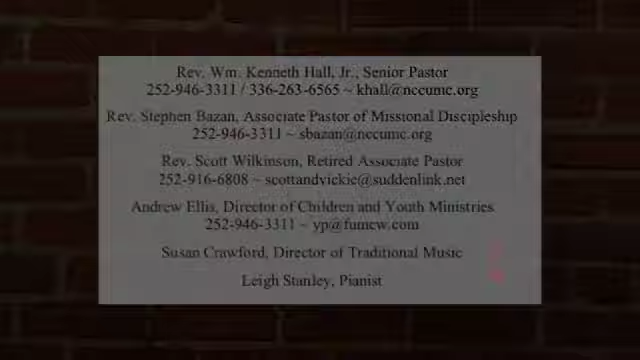 Rev. Wm. Kenneth Hall, Jr., Senior Pastor
252-946-3311 / 336-263-6565 ~ khall@nccumc.org
Rev. Stephen Bazan, Associate Pastor of Missional Discipleship
252-946-3311 ~ sbazan@nccumc.org
Rev. Scott Wilkinson, Retired Associate Pastor
252-916-6808 ~ scottandvickie@suddenlink.net
Andrew Ellis, Director of Children and Youth Ministries
252-946-3311 ~ yp@fumcw.com
Susan Crawford, Director of Traditional Music
Leigh Stanley, Pianist